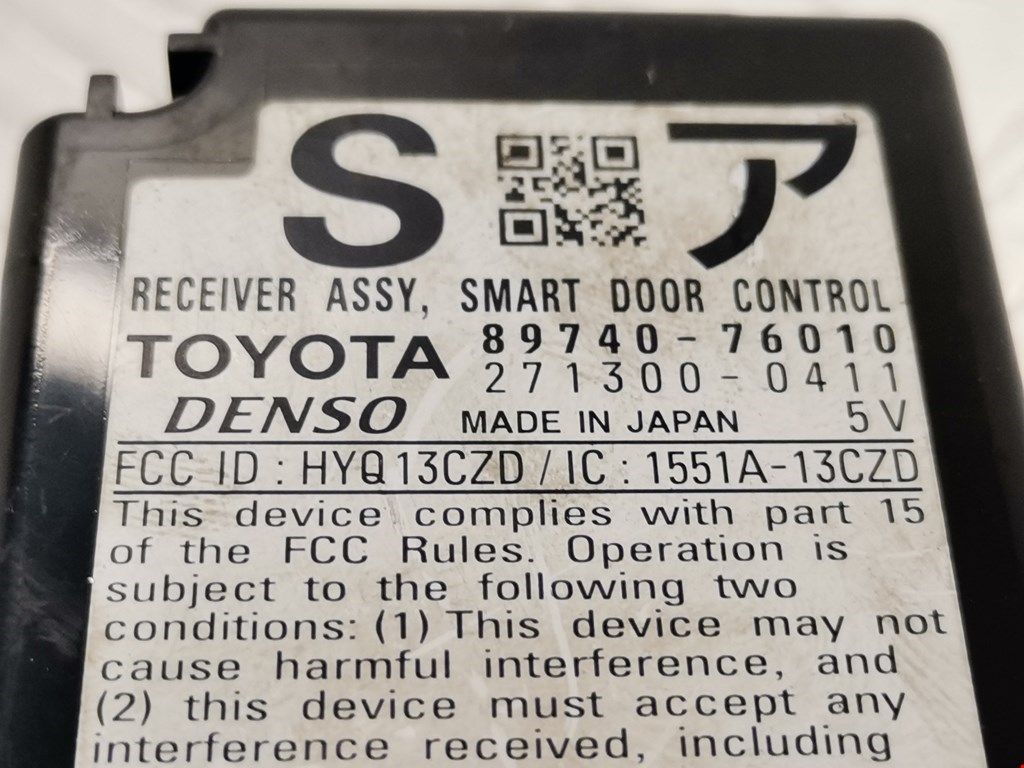 S ア
RECEIVER ASSY, SMART DOOR CONTROL
TOYOTA 89740-76010
271300-0411
DENSO MADE IN JAPAN 5V
FCC ID : HYQ13CZD / IC : 1551A-13CZD
This device complies with part 15
of the FCC Rules. Operation is
subject to the following two
conditions: (1) This device may not
cause harmful interference, and
(2) this device must accept any
interference received, including